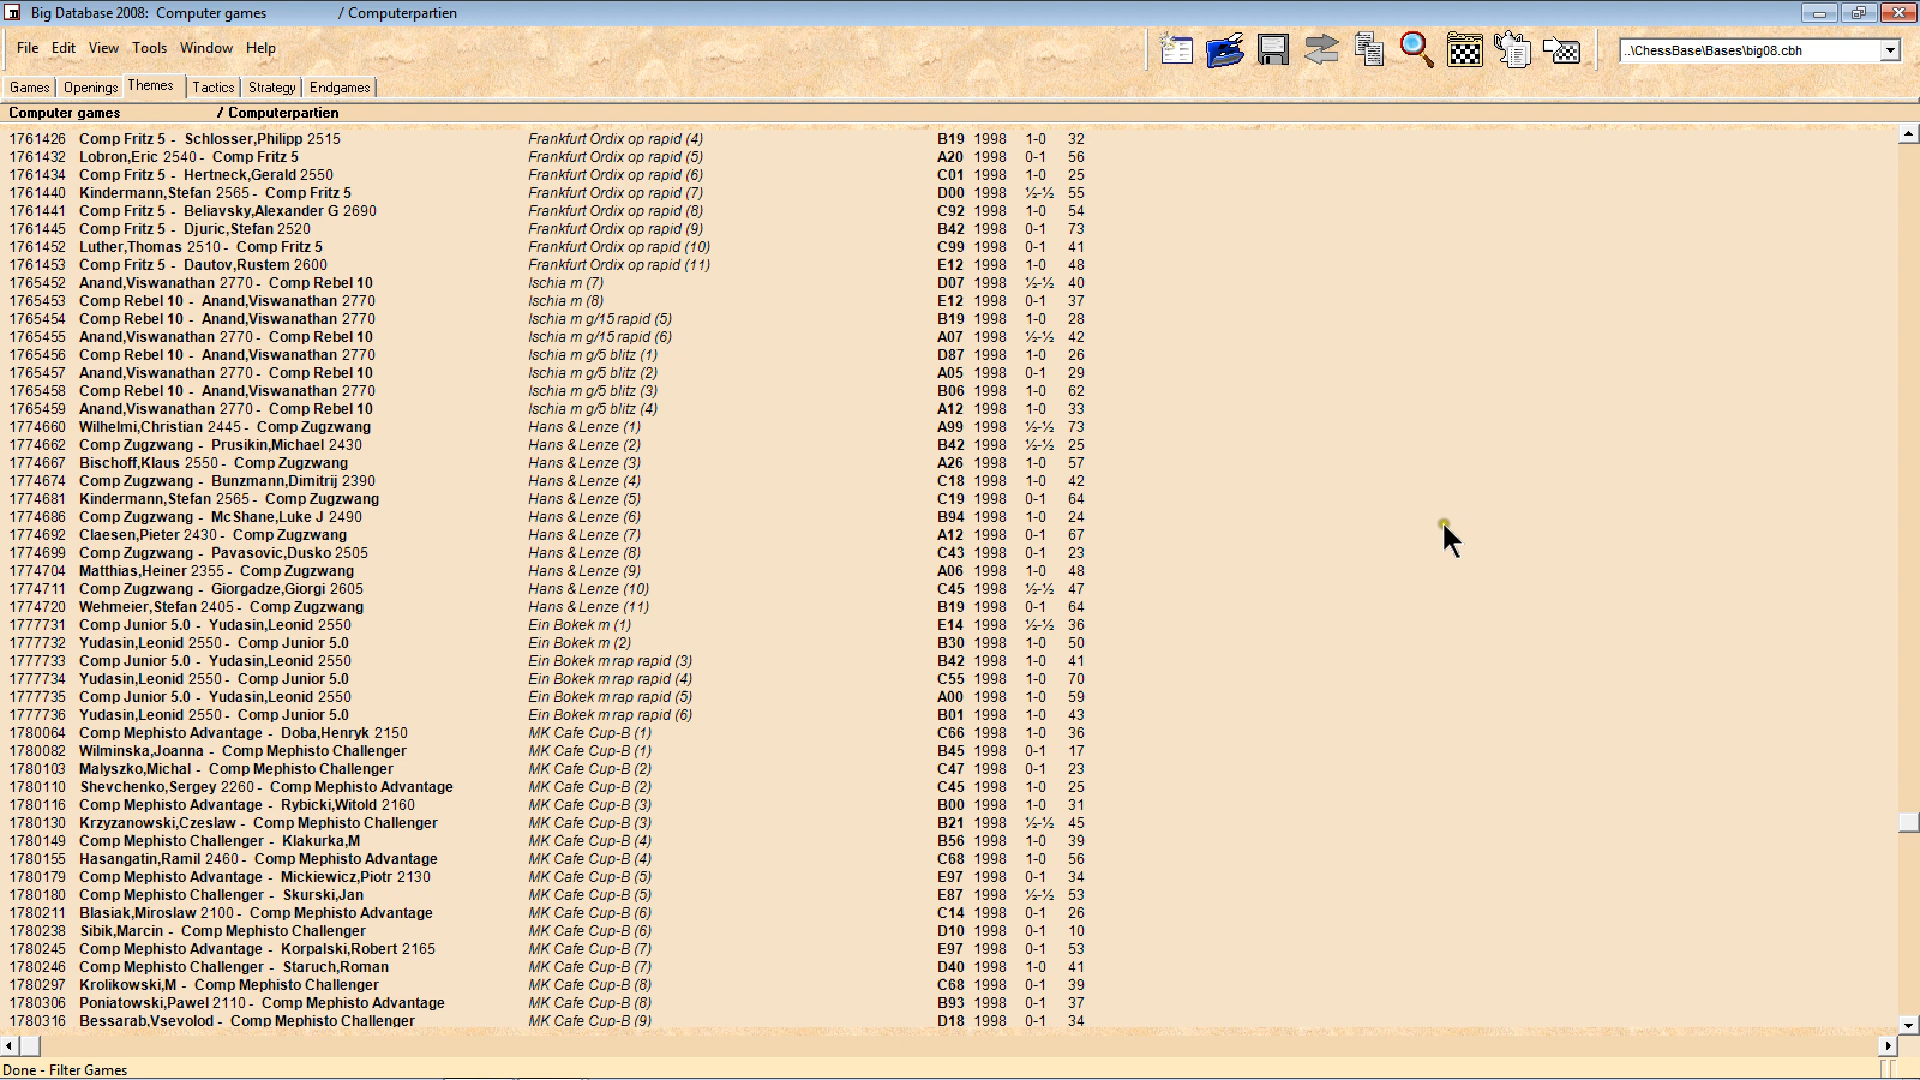 Big Database 2008: Computer games / Computerpartien
File Edit View Tools Window Help
..\ChessBase\Bases\big08.cbh
Games Openings Themes Tactics Strategy Endgames
Computer games / Computerpartien
1761426 Comp Fritz 5 - Schlosser,Philipp 2515 Frankfurt Ordix op rapid (4) B19 1998 1-0 32
1761432 Lobron,Eric 2540 - Comp Fritz 5 Frankfurt Ordix op rapid (5) A20 1998 0-1 56
1761434 Comp Fritz 5 - Hertneck,Gerald 2550 Frankfurt Ordix op rapid (6) C01 1998 1-0 25
1761440 Kindermann,Stefan 2565 - Comp Fritz 5 Frankfurt Ordix op rapid (7) D00 1998 ½-½ 55
1761441 Comp Fritz 5 - Beliavsky,Alexander G 2690 Frankfurt Ordix op rapid (8) C92 1998 1-0 54
1761445 Comp Fritz 5 - Djuric,Stefan 2520 Frankfurt Ordix op rapid (9) B42 1998 0-1 73
1761452 Luther,Thomas 2510 - Comp Fritz 5 Frankfurt Ordix op rapid (10) C99 1998 0-1 41
1761453 Comp Fritz 5 - Dautov,Rustem 2600 Frankfurt Ordix op rapid (11) E12 1998 1-0 48
1765452 Anand,Viswanathan 2770 - Comp Rebel 10 Ischia m (7) D07 1998 ½-½ 40
1765453 Comp Rebel 10 - Anand,Viswanathan 2770 Ischia m (8) E12 1998 0-1 37
1765454 Comp Rebel 10 - Anand,Viswanathan 2770 Ischia m g/15 rapid (5) B19 1998 1-0 28
1765455 Anand,Viswanathan 2770 - Comp Rebel 10 Ischia m g/15 rapid (6) A07 1998 ½-½ 42
1765456 Comp Rebel 10 - Anand,Viswanathan 2770 Ischia m g/5 blitz (1) D87 1998 1-0 26
1765457 Anand,Viswanathan 2770 - Comp Rebel 10 Ischia m g/5 blitz (2) A05 1998 0-1 29
1765458 Comp Rebel 10 - Anand,Viswanathan 2770 Ischia m g/5 blitz (3) B06 1998 1-0 62
1765459 Anand,Viswanathan 2770 - Comp Rebel 10 Ischia m g/5 blitz (4) A12 1998 1-0 33
1774660 Wilhelmi,Christian 2445 - Comp Zugzwang Hans & Lenze (1) A99 1998 ½-½ 73
1774662 Comp Zugzwang - Prusikin,Michael 2430 Hans & Lenze (2) B42 1998 ½-½ 25
1774667 Bischoff,Klaus 2550 - Comp Zugzwang Hans & Lenze (3) A26 1998 1-0 57
1774674 Comp Zugzwang - Bunzmann,Dimitrij 2390 Hans & Lenze (4) C18 1998 1-0 42
1774681 Kindermann,Stefan 2565 - Comp Zugzwang Hans & Lenze (5) C19 1998 0-1 64
1774686 Comp Zugzwang - McShane,Luke J 2490 Hans & Lenze (6) B94 1998 1-0 24
1774692 Claesen,Pieter 2430 - Comp Zugzwang Hans & Lenze (7) A12 1998 0-1 67
1774699 Comp Zugzwang - Pavasovic,Dusko 2505 Hans & Lenze (8) C43 1998 0-1 23
1774704 Matthias,Heiner 2355 - Comp Zugzwang Hans & Lenze (9) A06 1998 1-0 48
1774711 Comp Zugzwang - Giorgadze,Giorgi 2605 Hans & Lenze (10) C45 1998 ½-½ 47
1774720 Wehmeier,Stefan 2405 - Comp Zugzwang Hans & Lenze (11) B19 1998 0-1 64
1777731 Comp Junior 5.0 - Yudasin,Leonid 2550 Ein Bokek m (1) E14 1998 ½-½ 36
1777732 Yudasin,Leonid 2550 - Comp Junior 5.0 Ein Bokek m (2) B30 1998 1-0 50
1777733 Comp Junior 5.0 - Yudasin,Leonid 2550 Ein Bokek m rap rapid (3) B42 1998 1-0 41
1777734 Yudasin,Leonid 2550 - Comp Junior 5.0 Ein Bokek m rap rapid (4) C55 1998 1-0 70
1777735 Comp Junior 5.0 - Yudasin,Leonid 2550 Ein Bokek m rap rapid (5) A00 1998 1-0 59
1777736 Yudasin,Leonid 2550 - Comp Junior 5.0 Ein Bokek m rap rapid (6) B01 1998 1-0 43
1780064 Comp Mephisto Advantage - Doba,Henryk 2150 MK Cafe Cup-B (1) C66 1998 1-0 36
1780082 Wilminska,Joanna - Comp Mephisto Challenger MK Cafe Cup-B (1) B45 1998 0-1 17
1780103 Malyszko,Michal - Comp Mephisto Challenger MK Cafe Cup-B (2) C47 1998 0-1 23
1780110 Shevchenko,Sergey 2260 - Comp Mephisto Advantage MK Cafe Cup-B (2) C45 1998 1-0 25
1780116 Comp Mephisto Advantage - Rybicki,Witold 2160 MK Cafe Cup-B (3) B00 1998 1-0 31
1780130 Krzyzanowski,Czeslaw - Comp Mephisto Challenger MK Cafe Cup-B (3) B21 1998 ½-½ 45
1780149 Comp Mephisto Challenger - Klakurka,M MK Cafe Cup-B (4) B56 1998 1-0 39
1780155 Hasangatin,Ramil 2460 - Comp Mephisto Advantage MK Cafe Cup-B (4) C68 1998 1-0 56
1780179 Comp Mephisto Advantage - Mickiewicz,Piotr 2130 MK Cafe Cup-B (5) E97 1998 0-1 34
1780180 Comp Mephisto Challenger - Skurski,Jan MK Cafe Cup-B (5) E87 1998 ½-½ 53
1780211 Blasiak,Miroslaw 2100 - Comp Mephisto Advantage MK Cafe Cup-B (6) C14 1998 0-1 26
1780238 Sibik,Marcin - Comp Mephisto Challenger MK Cafe Cup-B (6) D10 1998 0-1 10
1780245 Comp Mephisto Advantage - Korpalski,Robert 2165 MK Cafe Cup-B (7) E97 1998 0-1 53
1780246 Comp Mephisto Challenger - Staruch,Roman MK Cafe Cup-B (7) D40 1998 1-0 41
1780297 Krolikowski,M - Comp Mephisto Challenger MK Cafe Cup-B (8) C68 1998 0-1 39
1780306 Poniatowski,Pawel 2110 - Comp Mephisto Advantage MK Cafe Cup-B (8) B93 1998 0-1 37
1780316 Bessarab,Vsevolod - Comp Mephisto Challenger MK Cafe Cup-B (9) D18 1998 0-1 34
Done - Filter Games